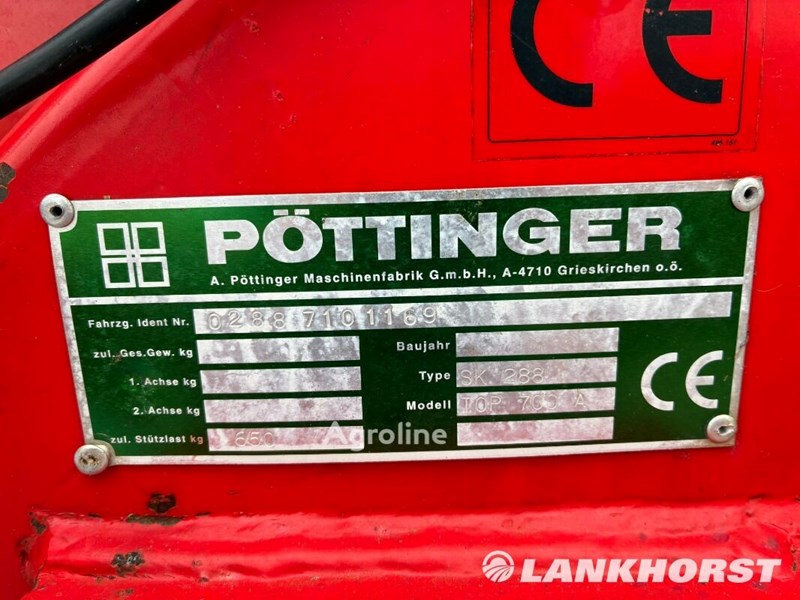 CE
PÖTTINGER
A. Pöttinger Maschinenfabrik G.m.b.H., A-4710 Grieskirchen o.ö.
Fahrzg. Ident Nr. 0288 7101169
zul. Ges.Gew. kg Baujahr
1. Achse kg Type SK 288
2. Achse kg Modell TOP 700 A
zul. Stützlast kg 650
CE
Agroline
LANKHORST